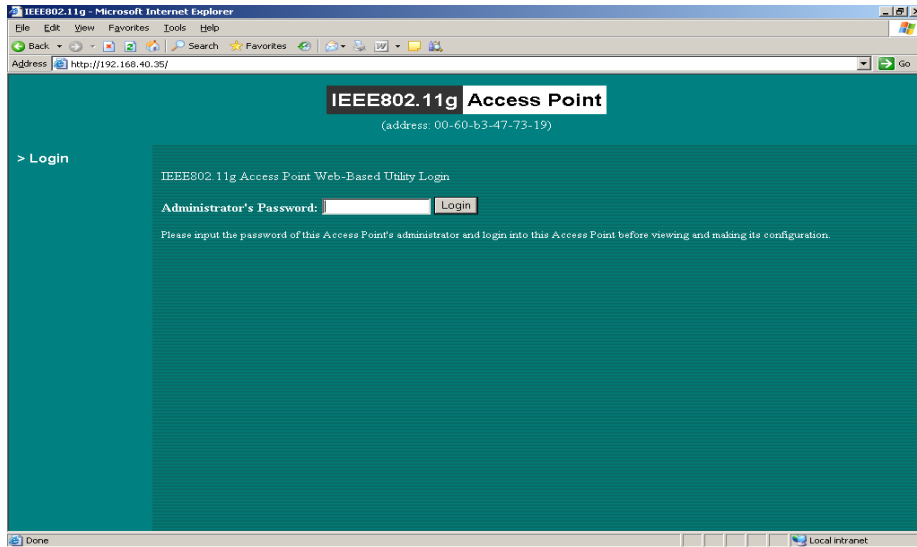 IEEE802.11g - Microsoft Internet Explorer
File Edit View Favorites Tools Help
Back Search Favorites
Address http://192.168.40.35/ Go
IEEE802.11g Access Point
(address: 00-60-b3-47-73-19)
> Login
IEEE802.11g Access Point Web-Based Utility Login
Administrator's Password: Login
Please input the password of this Access Point's administrator and login into this Access Point before viewing and making its configuration.
Done Local intranet